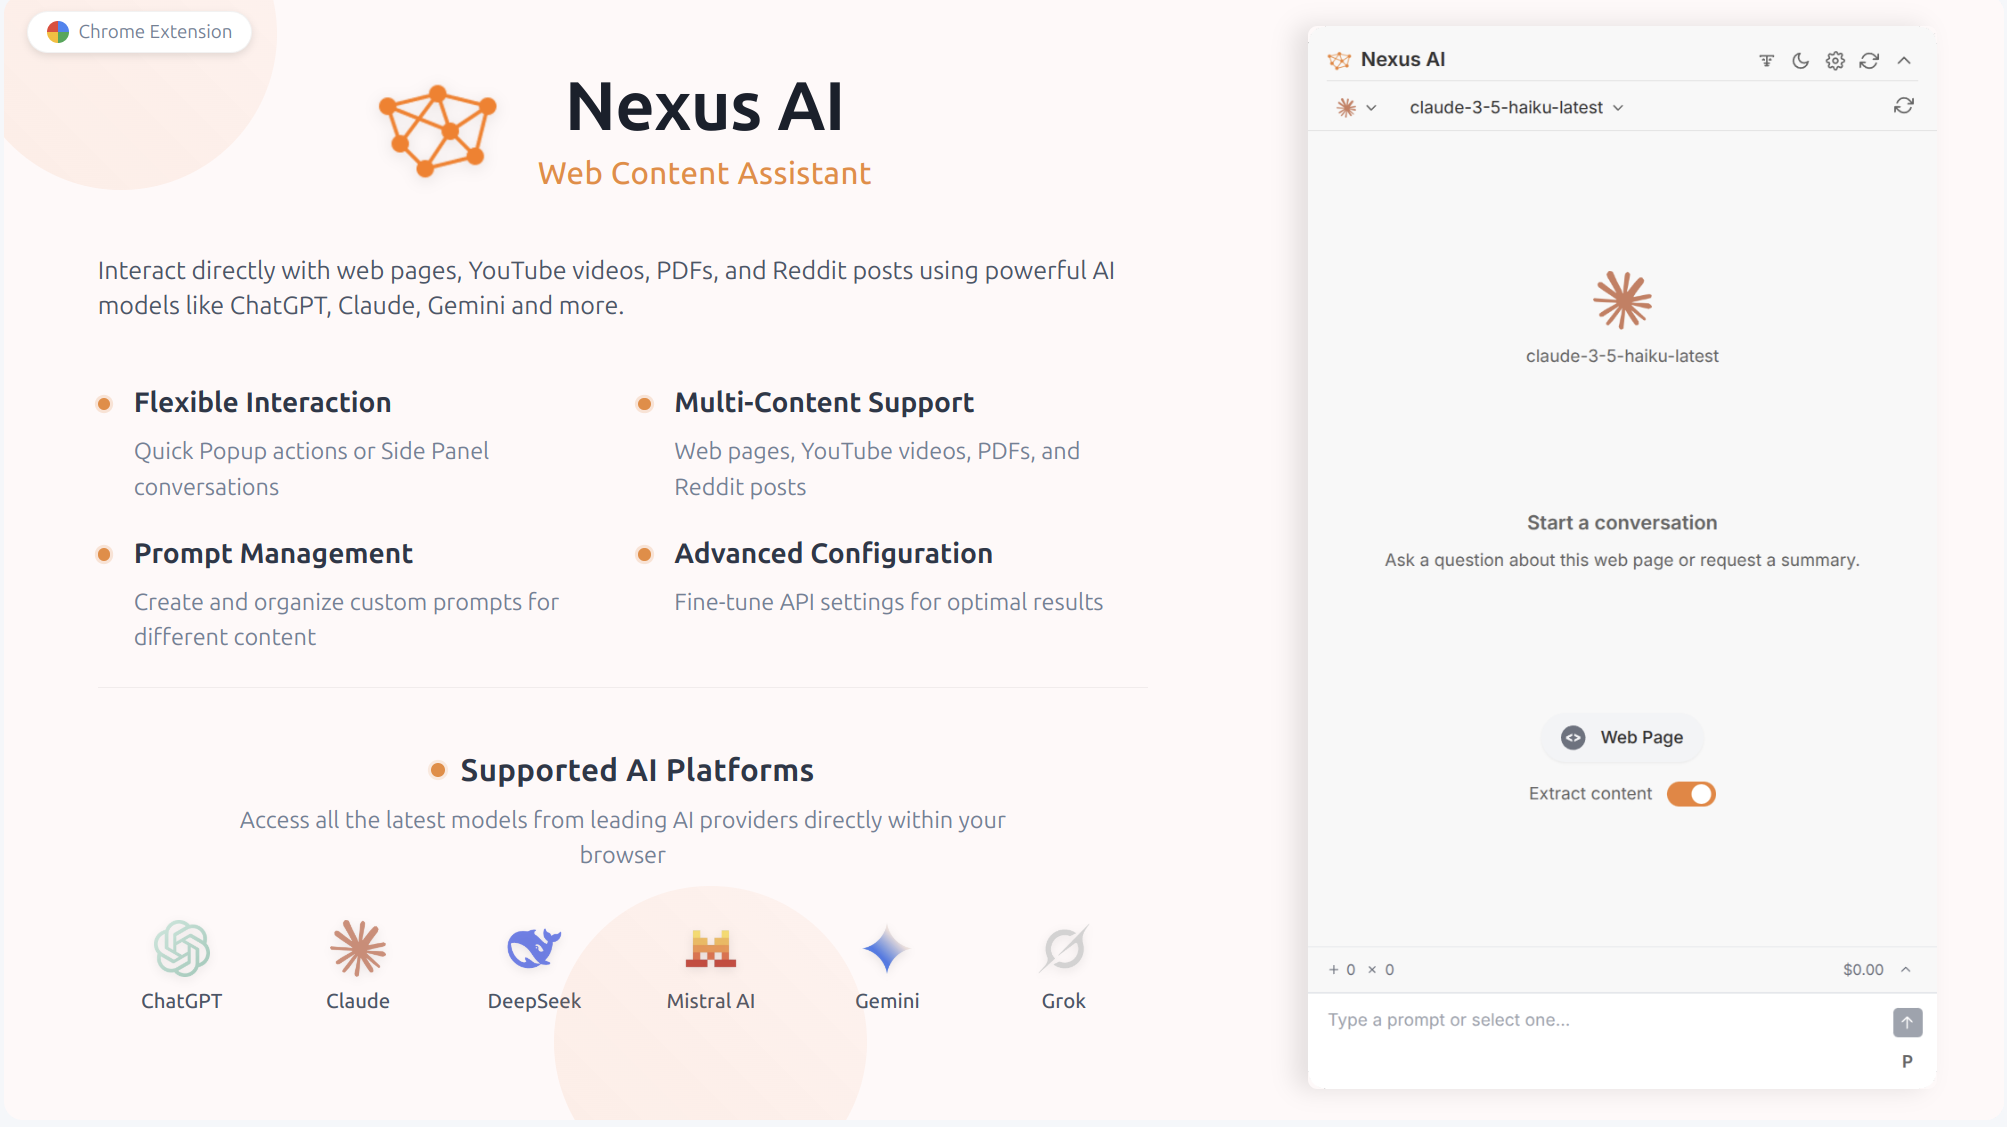 Chrome Extension
Nexus AI
Web Content Assistant
Interact directly with web pages, YouTube videos, PDFs, and Reddit posts using powerful AI
models like ChatGPT, Claude, Gemini and more.
Flexible Interaction
Quick Popup actions or Side Panel
conversations
Multi-Content Support
Web pages, YouTube videos, PDFs, and
Reddit posts
Prompt Management
Create and organize custom prompts for
different content
Advanced Configuration
Fine-tune API settings for optimal results
Supported AI Platforms
Access all the latest models from leading AI providers directly within your
browser
ChatGPT
Claude
DeepSeek
Mistral AI
Gemini
Grok
Nexus AI
claude-3-5-haiku-latest
claude-3-5-haiku-latest
Start a conversation
Ask a question about this web page or request a summary.
Web Page
Extract content
+ 0 × 0 $0.00
Type a prompt or select one...
P